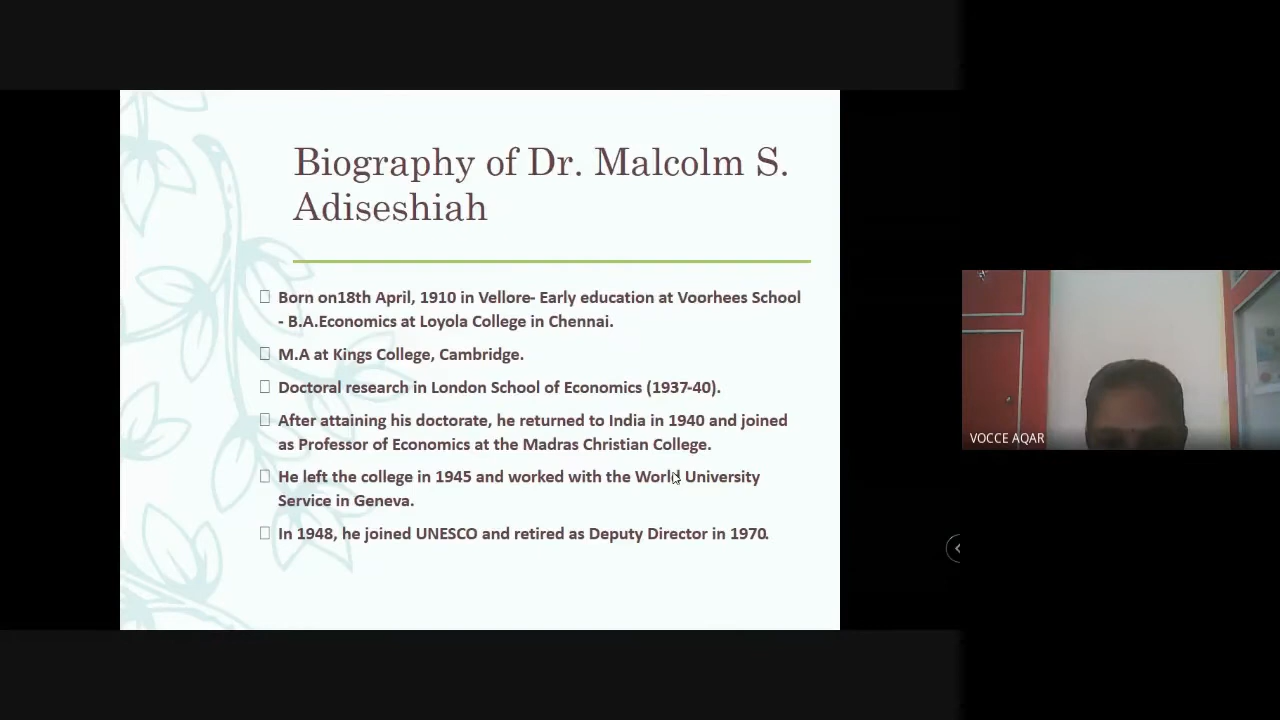 Biography of Dr. Malcolm S.
Adiseshiah
Born on18th April, 1910 in Vellore- Early education at Voorhees School
- B.A.Economics at Loyola College in Chennai.
M.A at Kings College, Cambridge.
Doctoral research in London School of Economics (1937-40).
After attaining his doctorate, he returned to India in 1940 and joined
as Professor of Economics at the Madras Christian College.
He left the college in 1945 and worked with the World University
Service in Geneva.
In 1948, he joined UNESCO and retired as Deputy Director in 1970.
VOCCE AQAR